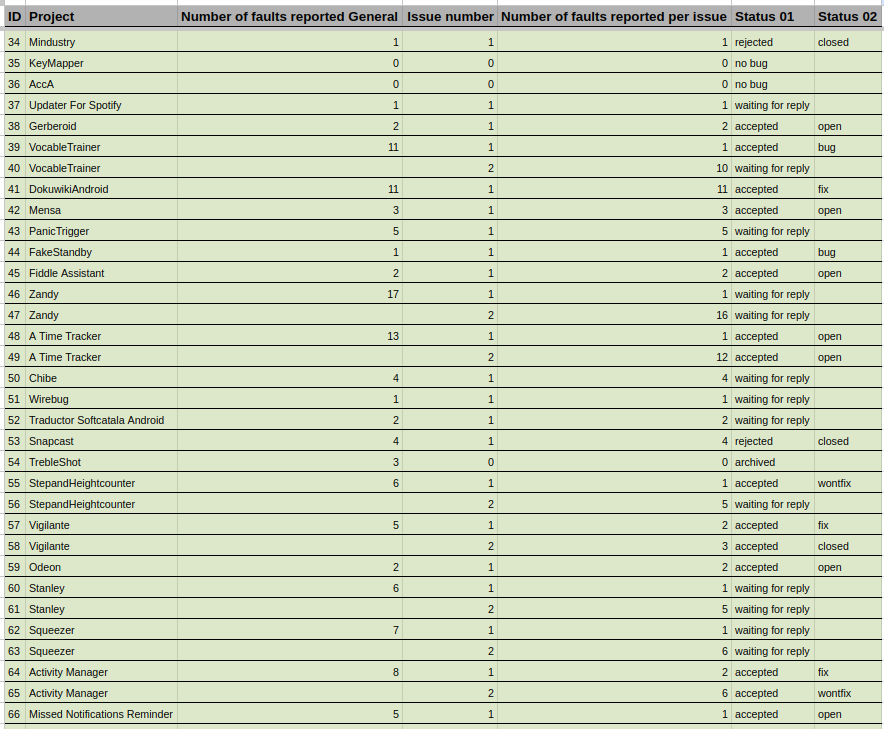 ID Project Number of faults reported General Issue number Number of faults reported per issue Status 01 Status 02
34 Mindustry 1 1 1 rejected closed
35 KeyMapper 0 0 0 no bug
36 AccA 0 0 0 no bug
37 Updater For Spotify 1 1 1 waiting for reply
38 Gerberoid 2 1 2 accepted open
39 VocableTrainer 11 1 1 accepted bug
40 VocableTrainer 2 10 waiting for reply
41 DokuwikiAndroid 11 1 11 accepted fix
42 Mensa 3 1 3 accepted open
43 PanicTrigger 5 1 5 waiting for reply
44 FakeStandby 1 1 1 accepted bug
45 Fiddle Assistant 2 1 2 accepted open
46 Zandy 17 1 1 waiting for reply
47 Zandy 2 16 waiting for reply
48 A Time Tracker 13 1 1 accepted open
49 A Time Tracker 2 12 accepted open
50 Chibe 4 1 4 waiting for reply
51 Wirebug 1 1 1 waiting for reply
52 Traductor Softcatala Android 2 1 2 waiting for reply
53 Snapcast 4 1 4 rejected closed
54 TrebleShot 3 0 0 archived
55 StepandHeightcounter 6 1 1 accepted wontfix
56 StepandHeightcounter 2 5 waiting for reply
57 Vigilante 5 1 2 accepted fix
58 Vigilante 2 3 accepted closed
59 Odeon 2 1 2 accepted open
60 Stanley 6 1 1 waiting for reply
61 Stanley 2 5 waiting for reply
62 Squeezer 7 1 1 waiting for reply
63 Squeezer 2 6 waiting for reply
64 Activity Manager 8 1 2 accepted fix
65 Activity Manager 2 6 accepted wontfix
66 Missed Notifications Reminder 5 1 1 accepted open